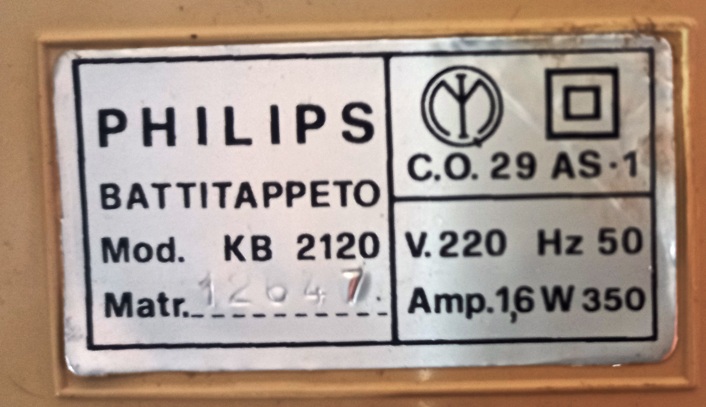 PHILIPS
BATTITAPPETO
Mod. KB 2120
Matr. 12647
C.O. 29 AS·1
V. 220 Hz 50
Amp. 1,6 W 350